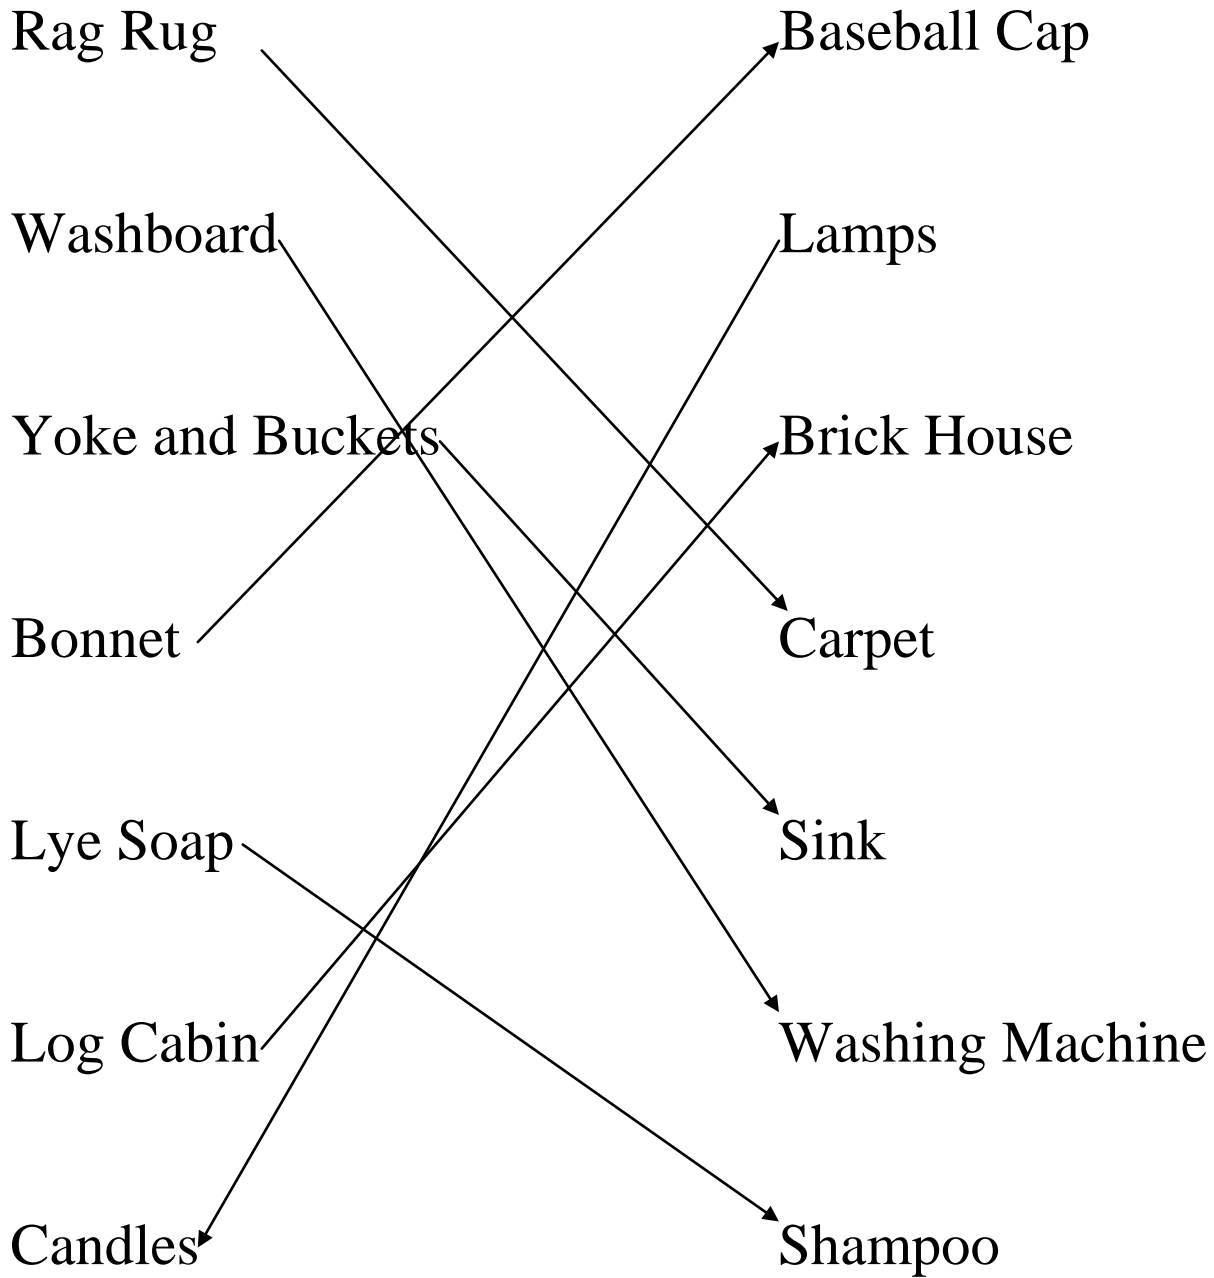 Rag Rug Baseball Cap
Washboard Lamps
Yoke and Buckets Brick House
Bonnet Carpet
Lye Soap Sink
Log Cabin Washing Machine
Candles Shampoo